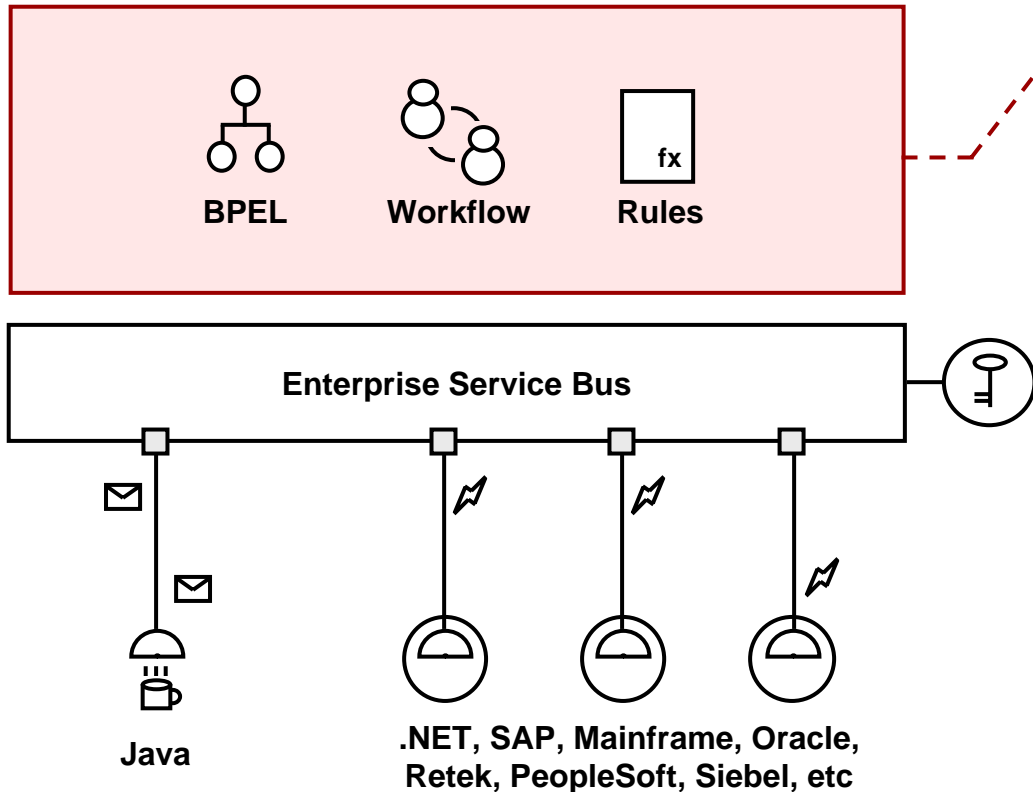 fx
BPEL
Workflow
Rules
Enterprise Service Bus
Java
.NET, SAP, Mainframe, Oracle,
Retek, PeopleSoft, Siebel, etc